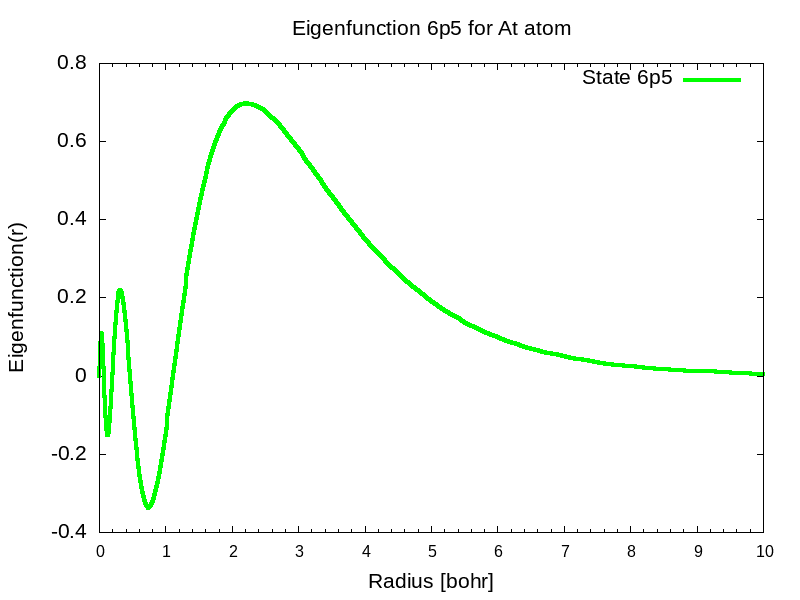 Eigenfunction 6p5 for At atom
State 6p5
0.8
0.6
0.4
0.2
0
-0.2
-0.4
Eigenfunction(r)
0 1 2 3 4 5 6 7 8 9 10
Radius [bohr]